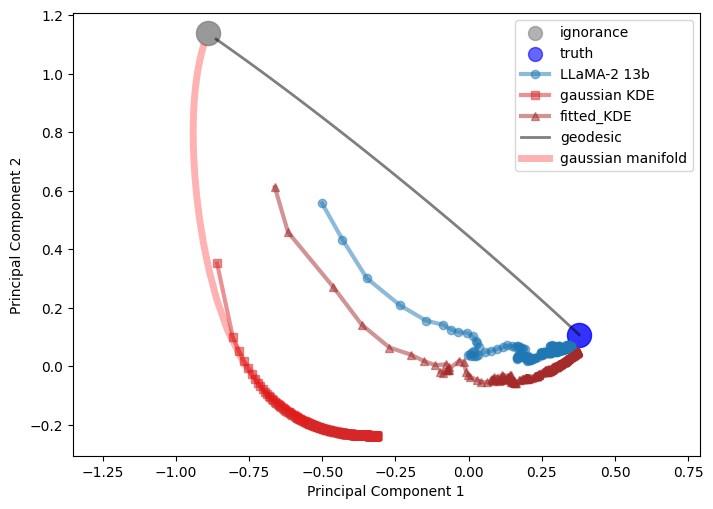 1.2
1.0
0.8
0.6
0.4
0.2
0.0
−0.2
Principal Component 2
−1.25
−1.00
−0.75
−0.50
−0.25
0.00
0.25
0.50
0.75
Principal Component 1
ignorance
truth
LLaMA-2 13b
gaussian KDE
fitted_KDE
geodesic
gaussian manifold